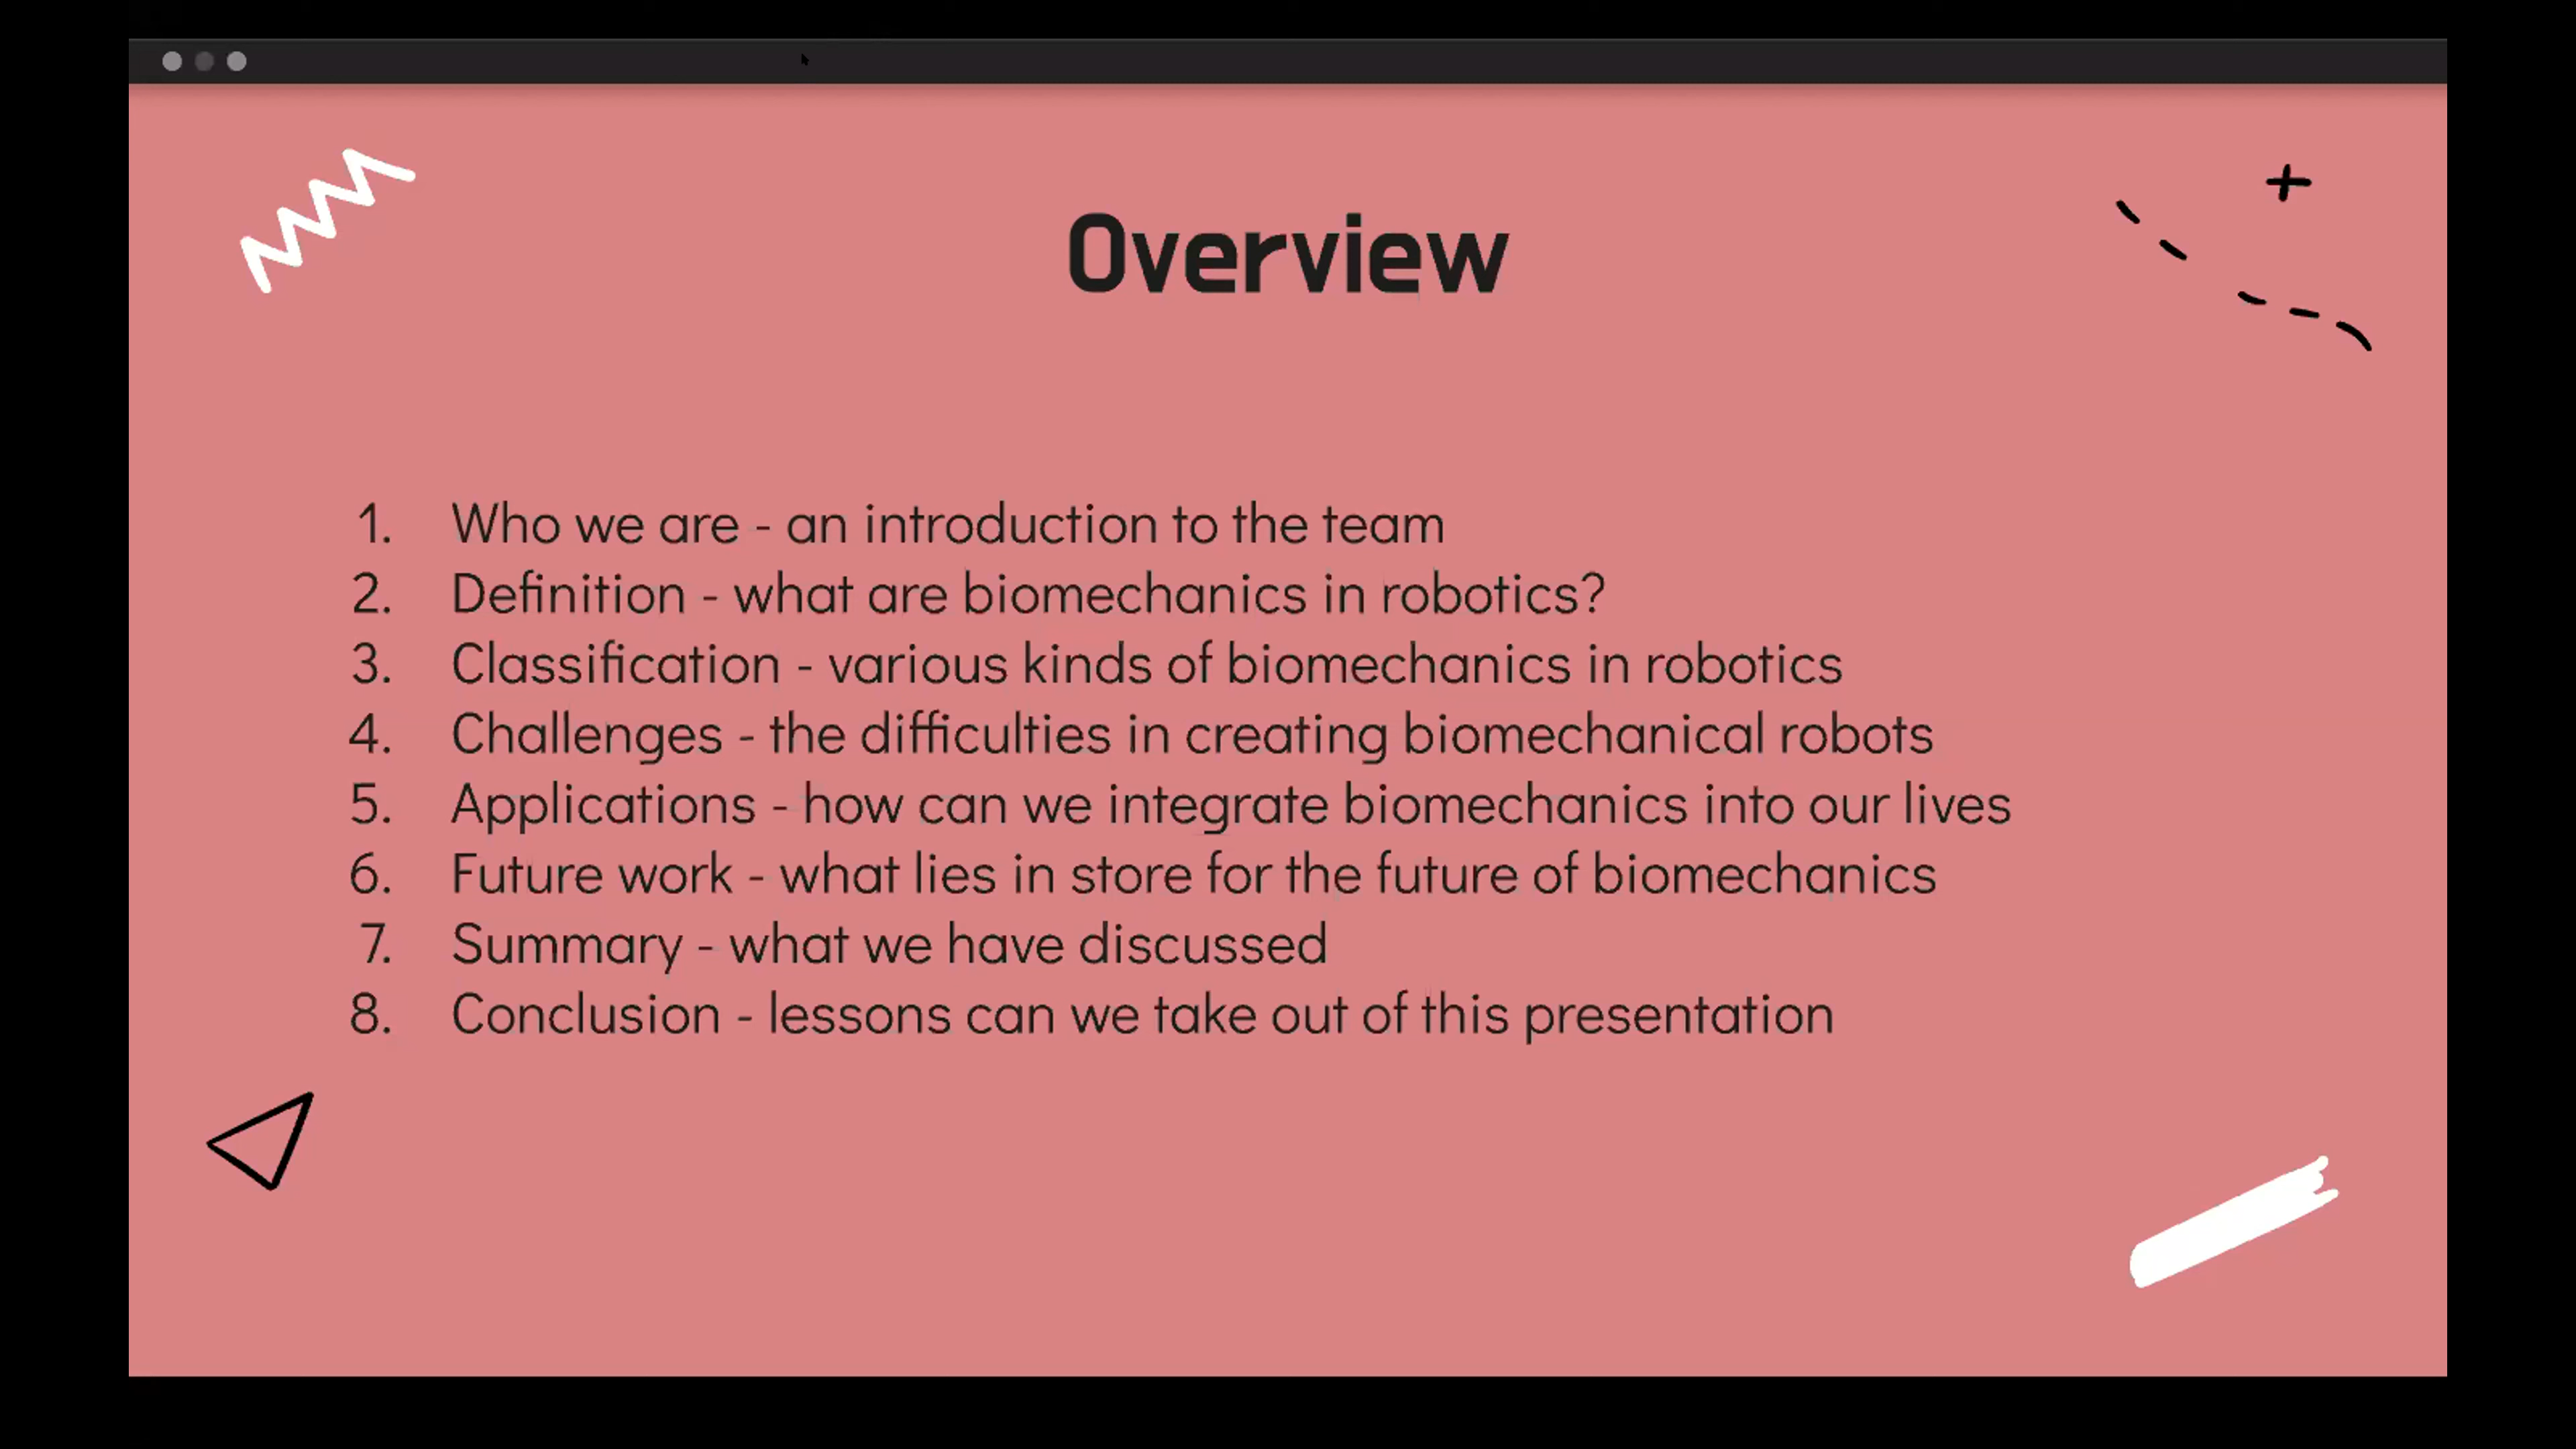 Overview
1. Who we are - an introduction to the team
2. Definition - what are biomechanics in robotics?
3. Classification - various kinds of biomechanics in robotics
4. Challenges - the difficulties in creating biomechanical robots
5. Applications - how can we integrate biomechanics into our lives
6. Future work - what lies in store for the future of biomechanics
7. Summary - what we have discussed
8. Conclusion - lessons can we take out of this presentation